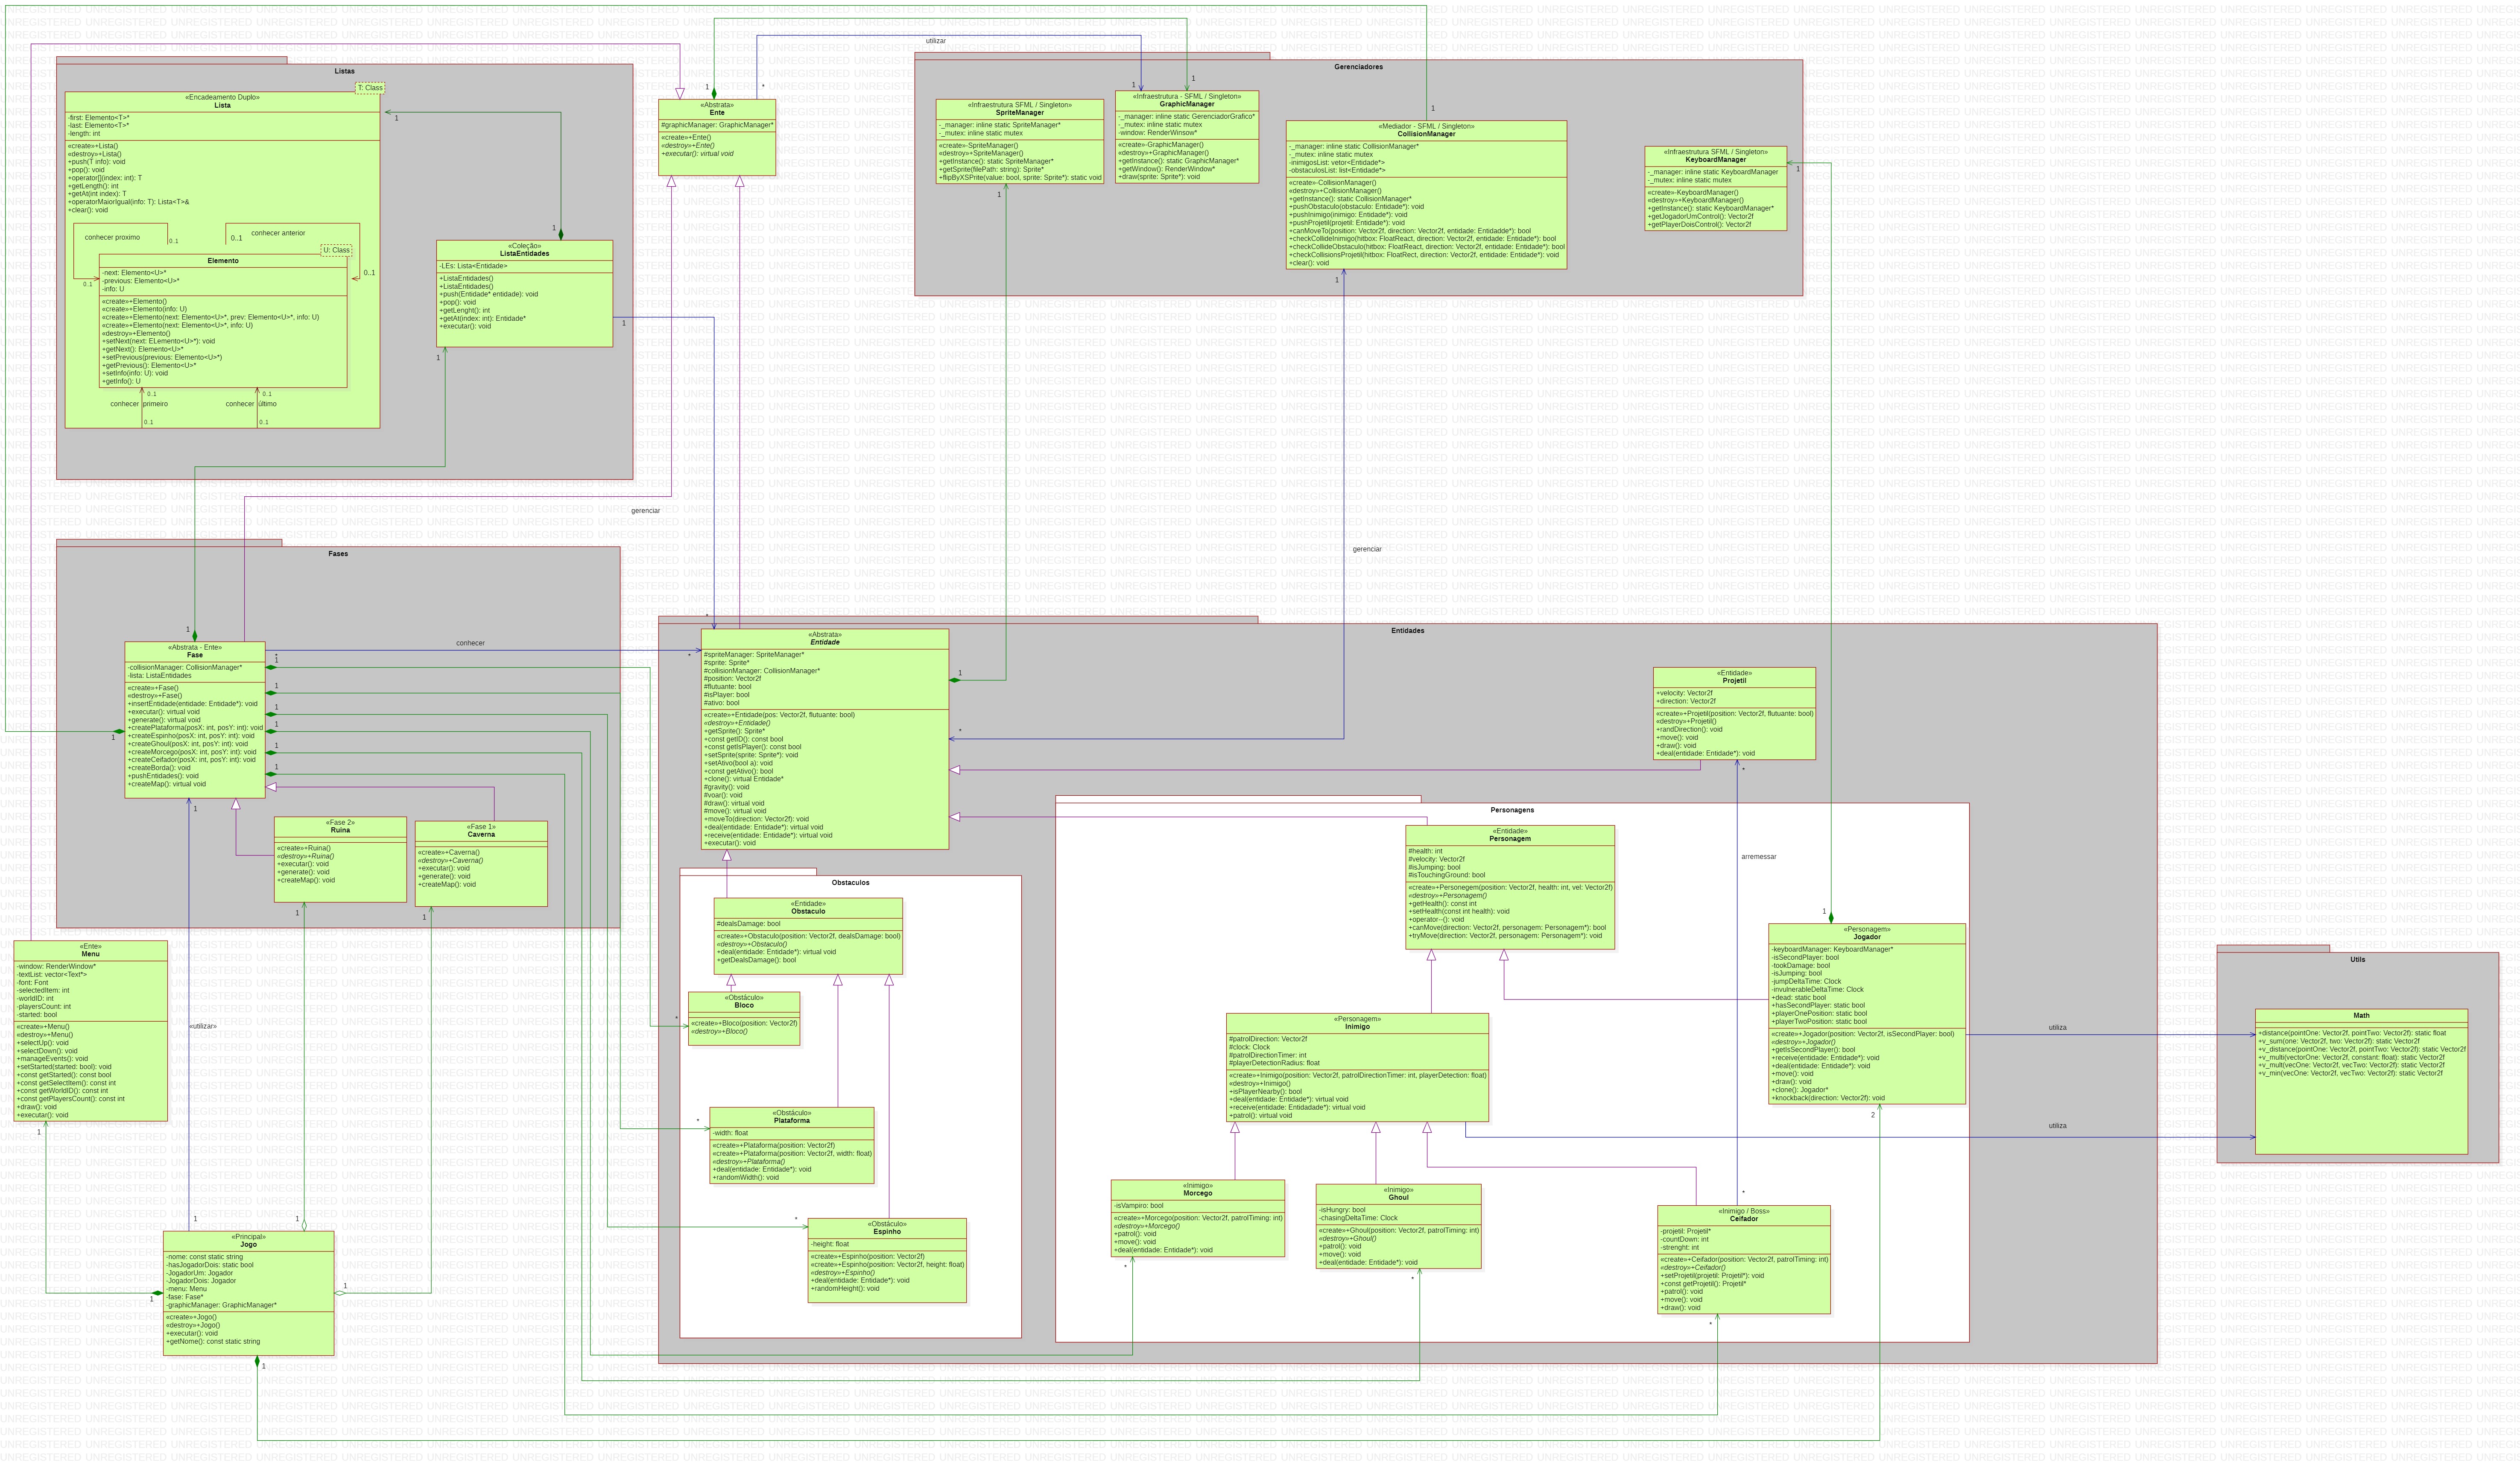 Listas
T: Class
«Encadeamento Duplo»
Lista
-first: Elemento<T>*
-last: Elemento<T>*
-length: int
«create»+Lista()
«destroy»+Lista()
+push(T info): void
+pop(): void
+operator[](index: int): T
+getLength(): int
+getAt(int index): T
+operatorMaiorIgual(info: T): Lista<T>&
+clear(): void
conhecer proximo
0..1
0..1
conhecer anterior
0..1
0..1
U: Class
Elemento
-next: Elemento<U>*
-previous: Elemento<U>*
-info: U
«create»+Elemento()
«create»+Elemento(info: U)
«create»+Elemento(next: Elemento<U>*, prev: Elemento<U>*, info: U)
«create»+Elemento(next: Elemento<U>*, info: U)
«destroy»+Elemento()
+setNext(next: ELemento<U>*): void
+getNext(): Elemento<U>*
+setPrevious(previous: Elemento<U>*)
+getPrevious(): Elemento<U>*
+setInfo(info: U): void
+getInfo(): U
0..1
conhecer primeiro
0..1
0..1
conhecer último
0..1
1
1
«Coleção»
ListaEntidades
-LEs: Lista<Entidade>
+ListaEntidades()
+ListaEntidades()
+push(Entidade* entidade): void
+pop(): void
+getLenght(): int
+getAt(index: int): Entidade*
+executar(): void
1
1
gerenciar
*
1
*
utilizar
«Abstrata»
Ente
#graphicManager: GraphicManager*
«create»+Ente()
«destroy»+Ente()
+executar(): virtual void
Gerenciadores
«Infraestrutura SFML / Singleton»
SpriteManager
-_manager: inline static SpriteManager*
-_mutex: inline static mutex
«create»-SpriteManager()
«destroy»+SpriteManager()
+getInstance(): static SpriteManager*
+getSprite(filePath: string): Sprite*
+flipByXSPrite(value: bool, sprite: Sprite*): static void
1
1
1
«Infraestrutura - SFML / Singleton»
GraphicManager
-_manager: inline static GerenciadorGrafico*
-_mutex: inline static mutex
-window: RenderWinsow*
«create»-GraphicManager()
«destroy»+GraphicManager()
+getInstance(): static GraphicManager*
+getWindow(): RenderWindow*
+draw(sprite: Sprite*): void
1
«Mediador - SFML / Singleton»
CollisionManager
-_manager: inline static CollisionManager*
-_mutex: inline static mutex
-inimigosList: vetor<Entidade*>
-obstaculosList: list<Entidade*>
«create»-CollisionManager()
«destroy»+CollisionManager()
+getInstance(): static CollisionManager*
+pushObstaculo(obstaculo: Entidade*): void
+pushInimigo(inimigo: Entidade*): void
+pushProjetil(projetil: Entidade*): void
+canMoveTo(position: Vector2f, direction: Vector2f, entidade: Entidadde*): bool
+checkCollideInimigo(hitbox: FloatReact, direction: Vector2f, entidade: Entidade*): bool
+checkCollideObstaculo(hitbox: FloatReact, direction: Vector2f, entidade: Entidade*): bool
+checkCollisionsProjetil(hitbox: FloatRect, direction: Vector2f, entidade: Entidade*): void
+clear(): void
1
gerenciar
*
«Infraestrutura SFML / Singleton»
KeyboardManager
-_manager: inline static KeyboardManager
-_mutex: inline static mutex
«create»-KeyboardManager()
«destroy»+KeyboardManager()
+getInstance(): static KeyboardManager*
+getJogadorUmControl(): Vector2f
+getPlayerDoisControl(): Vector2f
1
Fases
1
«Abstrata - Ente»
Fase
-collisionManager: CollisionManager*
-lista: ListaEntidades
«create»+Fase()
«destroy»+Fase()
+insertEntidade(entidade: Entidade*): void
+executar(): virtual void
+generate(): virtual void
+createPlataforma(posX: int, posY: int): void
+createEspinho(posX: int, posY: int): void
+createGhoul(posX: int, posY: int): void
+createMorcego(posX: int, posY: int): void
+createCeifador(posX: int, posY: int): void
+createBorda(): void
+pushEntidades(): void
+createMap(): virtual void
conhecer
*
*
1
1
1
1
1
1
1
1
«Fase 2»
Ruina
«create»+Ruina()
«destroy»+Ruina()
+executar(): void
+generate(): void
+createMap(): void
1
«Fase 1»
Caverna
«create»+Caverna()
«destroy»+Caverna()
+executar(): void
+generate(): void
+createMap(): void
1
«Ente»
Menu
-window: RenderWindow*
-textList: vector<Text*>
-font: Font
-selectedItem: int
-worldID: int
-playersCount: int
-started: bool
«create»+Menu()
«destroy»+Menu()
+selectUp(): void
+selectDown(): void
+manageEvents(): void
+setStarted(started: bool): void
+const getStarted(): const bool
+const getSelectItem(): const int
+const getWorldID(): const int
+const getPlayersCount(): const int
+draw(): void
+executar(): void
1
«utilizar»
1
1
1
1
1
«Principal»
Jogo
-nome: const static string
-hasJogadorDois: static bool
-JogadorUm: Jogador
-JogadorDois: Jogador
-menu: Menu
-fase: Fase*
-graphicManager: GraphicManager*
«create»+Jogo()
«destroy»+Jogo()
+executar(): void
+getNome(): const static string
Entidades
«Abstrata»
Entidade
#spriteManager: SpriteManager*
#sprite: Sprite*
#collisionManager: CollisionManager*
#position: Vector2f
#flutuante: bool
#isPlayer: bool
#ativo: bool
«create»+Entidade(pos: Vector2f, flutuante: bool)
«destroy»+Entidade()
+getSprite(): Sprite*
+const getID(): const bool
+const getIsPlayer(): const bool
+setSprite(sprite: Sprite*): void
+setAtivo(bool a): void
+const getAtivo(): bool
+clone(): virtual Entidade*
#gravity(): void
#voar(): void
#draw(): virtual void
#move(): virtual void
+moveTo(direction: Vector2f): void
+deal(entidade: Entidade*): virtual void
+receive(entidade: Entidade*): virtual void
+executar(): void
1
Obstaculos
«Entidade»
Obstaculo
#dealsDamage: bool
«create»+Obstaculo(position: Vector2f, dealsDamage: bool)
«destroy»+Obstaculo()
+deal(entidade: Entidade*): virtual void
+getDealsDamage(): bool
*
«Obstáculo»
Bloco
«create»+Bloco(position: Vector2f)
«destroy»+Bloco()
*
«Obstáculo»
Plataforma
-width: float
«create»+Plataforma(position: Vector2f)
«create»+Plataforma(position: Vector2f, width: float)
«destroy»+Plataforma()
+deal(entidade: Entidade*): void
+randomWidth(): void
*
«Obstáculo»
Espinho
-height: float
«create»+Espinho(position: Vector2f)
«create»+Espinho(position: Vector2f, height: float)
«destroy»+Espinho()
+deal(entidade: Entidade*): void
+randomHeight(): void
«Entidade»
Projetil
+velocity: Vector2f
+direction: Vector2f
«create»+Projetil(position: Vector2f, flutuante: bool)
«destroy»+Projetil()
+randDirection(): void
+move(): void
+draw(): void
+deal(entidade: Entidade*): void
*
arremessar
*
Personagens
«Entidade»
Personagem
#health: int
#velocity: Vector2f
#isJumping: bool
#isTouchingGround: bool
«create»+Personegem(position: Vector2f, health: int, vel: Vector2f)
«destroy»+Personagem()
+getHealth(): const int
+setHealth(const int health): void
+operator--(): void
+canMove(direction: Vector2f, personagem: Personagem*): bool
+tryMove(direction: Vector2f, personagem: Personagem*): void
1
«Personagem»
Jogador
-keyboardManager: KeyboardManager*
-isSecondPlayer: bool
-tookDamage: bool
-isJumping: bool
-jumpDeltaTime: Clock
-invulnerableDeltaTime: Clock
+dead: static bool
+hasSecondPlayer: static bool
+playerOnePosition: static bool
+playerTwoPosition: static bool
«create»+Jogador(position: Vector2f, isSecondPlayer: bool)
«destroy»+Jogador()
+getIsSecondPlayer(): bool
+receive(entidade: Entidade*): void
+deal(entidade: Entidade*): void
+move(): void
+draw(): void
+clone(): Jogador*
+knockback(direction: Vector2f): void
2
«Personagem»
Inimigo
#patrolDirection: Vector2f
#clock: Clock
#patrolDirectionTimer: int
#playerDetectionRadius: float
«create»+Inimigo(position: Vector2f, patrolDirectionTimer: int, playerDetection: float)
«destroy»+Inimigo()
+isPlayerNearby(): bool
+deal(entidade: Entidade*): virtual void
+receive(entidade: Entidadade*): virtual void
+patrol(): virtual void
«Inimigo»
Morcego
-isVampiro: bool
«create»+Morcego(position: Vector2f, patrolTiming: int)
«destroy»+Morcego()
+patrol(): void
+move(): void
+deal(entidade: Entidade*): void
*
«Inimigo»
Ghoul
-isHungry: bool
-chasingDeltaTime: Clock
«create»+Ghoul(position: Vector2f, patrolTiming: int)
«destroy»+Ghoul()
+patrol(): void
+move(): void
+deal(entidade: Entidade*): void
*
«Inimigo / Boss»
Ceifador
-projetil: Projetil*
-countDown: int
-strenght: int
«create»+Ceifador(position: Vector2f, patrolTiming: int)
«destroy»+Ceifador()
+setProjetil(projetil: Projetil*): void
+const getProjetil(): Projetil*
+patrol(): void
+move(): void
+draw(): void
*
utiliza
utiliza
Utils
Math
+distance(pointOne: Vector2f, pointTwo: Vector2f): static float
+v_sum(one: Vector2f, two: Vector2f): static Vector2f
+v_distance(pointOne: Vector2f, pointTwo: Vector2f): static Vector2f
+v_multi(vectorOne: Vector2f, constant: float): static Vector2f
+v_mult(vecOne: Vector2f, vecTwo: Vector2f): static Vector2f
+v_min(vecOne: Vector2f, vecTwo: Vector2f): static Vector2f
UNREGISTERED